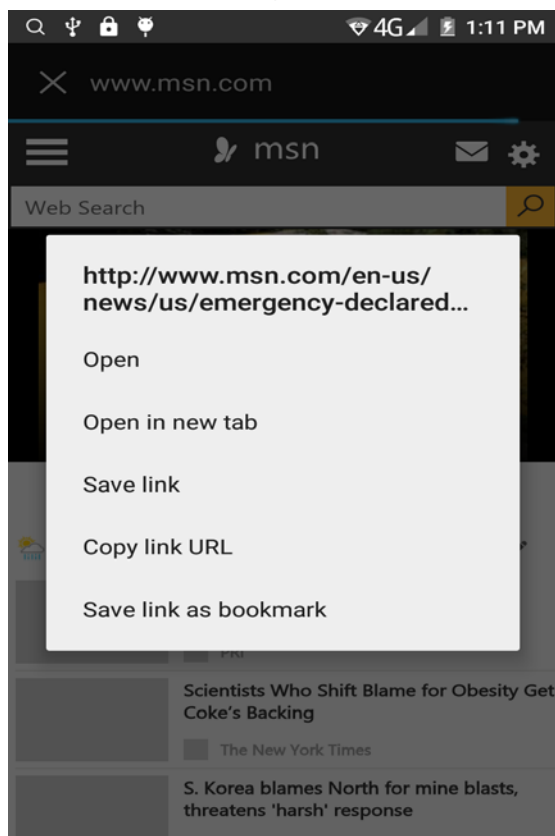 4G 1:11 PM
www.msn.com
msn
Web Search
http://www.msn.com/en-us/
news/us/emergency-declared...
Open
Open in new tab
Save link
Copy link URL
Save link as bookmark
PRI
Scientists Who Shift Blame for Obesity Get
Coke's Backing
The New York Times
S. Korea blames North for mine blasts,
threatens 'harsh' response